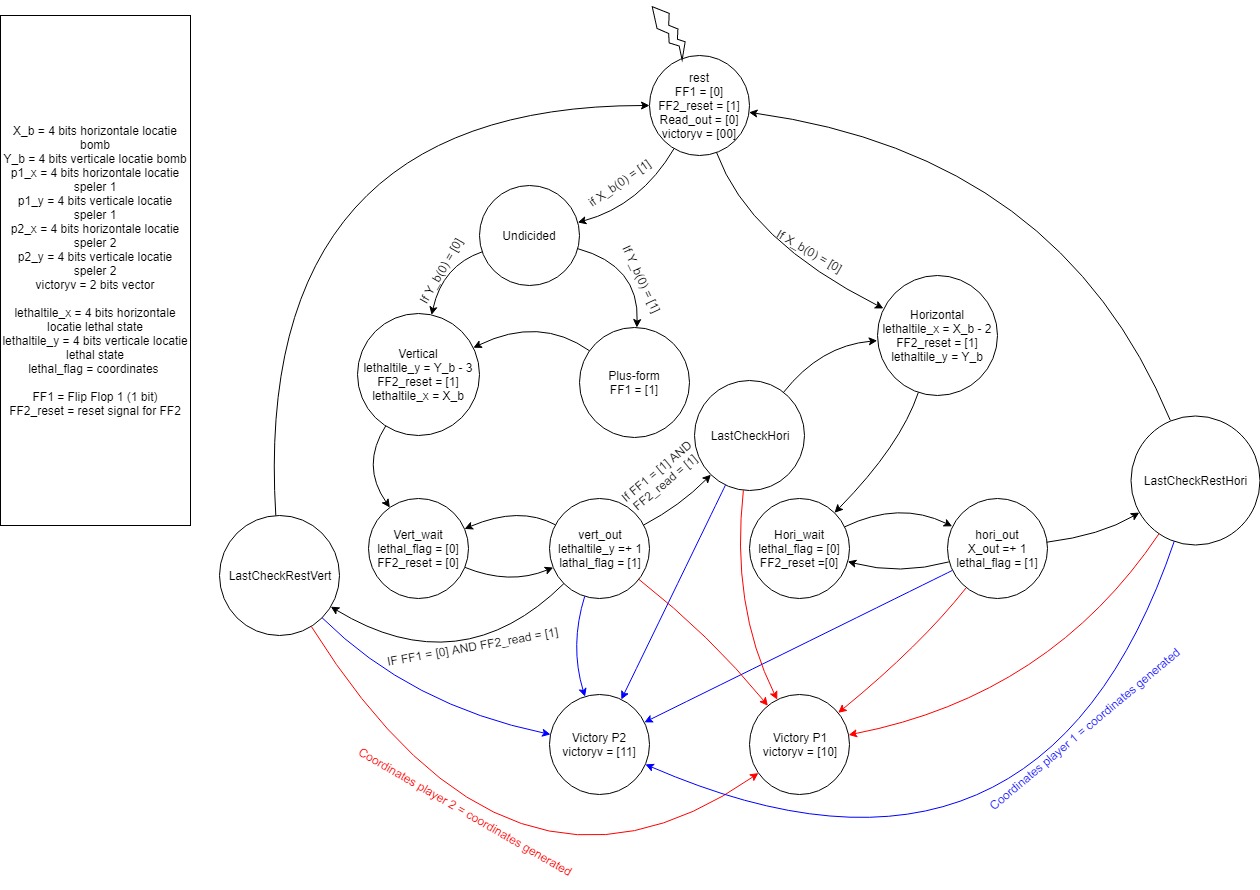 X_b = 4 bits horizontale locatie
bomb
Y_b = 4 bits verticale locatie bomb
p1_x = 4 bits horizontale locatie
speler 1
p1_y = 4 bits verticale locatie
speler 1
p2_x = 4 bits horizontale locatie
speler 2
p2_y = 4 bits verticale locatie
speler 2
victoryv = 2 bits vector
lethaltile_x = 4 bits horizontale
locatie lethal state
lethaltile_y = 4 bits verticale locatie
lethal state
lethal_flag = coordinates
FF1 = Flip Flop 1 (1 bit)
FF2_reset = reset signal for FF2
rest
FF1 = [0]
FF2_reset = [1]
Read_out = [0]
victoryv = [00]
if X_b(0) = [1]
If X_b(0) = [0]
Undicided
If Y_b(0) = [0]
If Y_b(0) = [1]
Vertical
lethaltile_y = Y_b - 3
FF2_reset = [1]
lethaltile_x = X_b
Plus-form
FF1 = [1]
Horizontal
lethaltile_x = X_b - 2
FF2_reset = [1]
lethaltile_y = Y_b
LastCheckHori
If FF1 = [1] AND
FF2_read = [1]
LastCheckRestHori
Vert_wait
lethal_flag = [0]
FF2_reset = [0]
vert_out
lethaltile_y =+ 1
lathal_flag = [1]
Hori_wait
lethal_flag = [0]
FF2_reset =[0]
hori_out
X_out =+ 1
lethal_flag = [1]
LastCheckRestVert
IF FF1 = [0] AND FF2_read = [1]
Victory P2
victoryv = [11]
Victory P1
victoryv = [10]
Coordinates player 2 = coordinates generated
Coordinates player 1 = coordinates generated